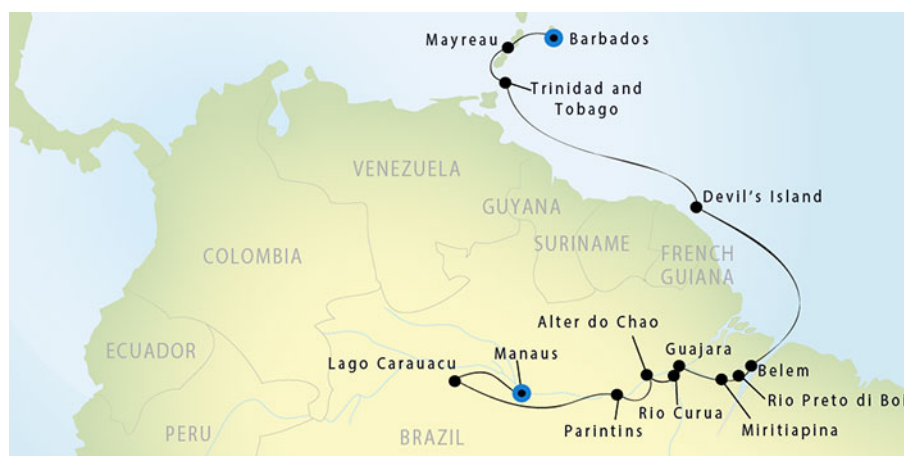 Mayreau
Barbados
Trinidad and
Tobago
VENEZUELA
GUYANA
Devil's Island
SURINAME
COLOMBIA
FRENCH
GUIANA
Alter do Chao
ECUADOR
Lago Carauacu
Manaus
Guajara
Belem
Rio Preto di Boi
Rio Curua
Parintins
Miritiapina
PERU
BRAZIL